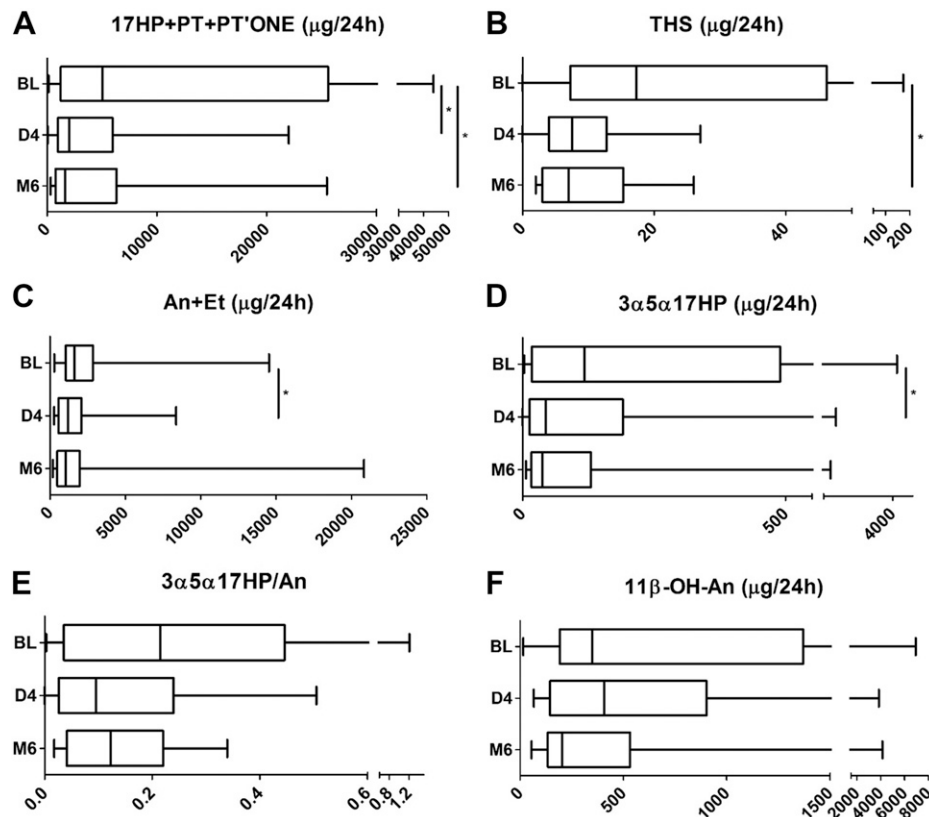 A 17HP+PT+PT'ONE (μg/24h)
BL
D4
M6
*
*
0 10000 20000 30000 30000 40000 50000
B THS (μg/24h)
BL
D4
M6
*
0 20 40 100 200
C An+Et (μg/24h)
BL
D4
M6
*
0 5000 10000 15000 20000 25000
D 3α5α17HP (μg/24h)
BL
D4
M6
*
0 500 4000
E 3α5α17HP/An
BL
D4
M6
0.0 0.2 0.4 0.6 0.8 1.2
F 11β-OH-An (μg/24h)
BL
D4
M6
0 500 1000 1500 2000 4000 6000 8000